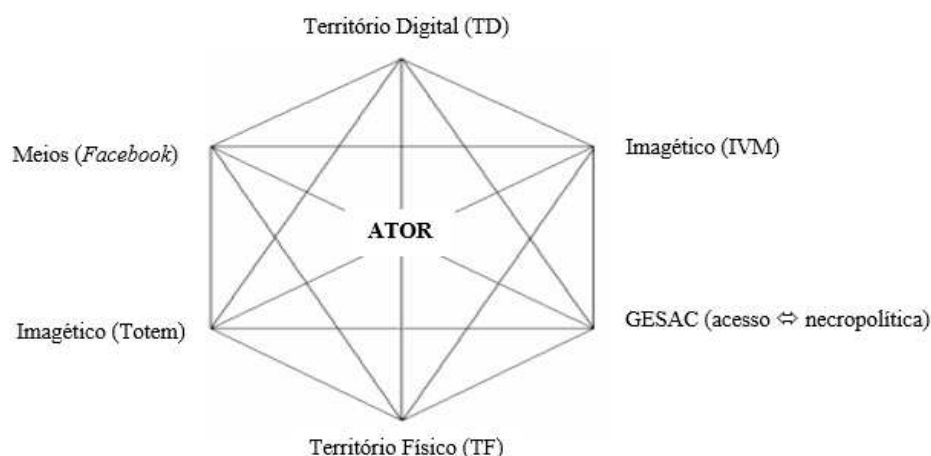 Território Digital (TD)
Meios (Facebook)
Imagético (IVM)
ATOR
Imagético (Totem)
GESAC (acesso ⬄ necropolítica)
Território Físico (TF)